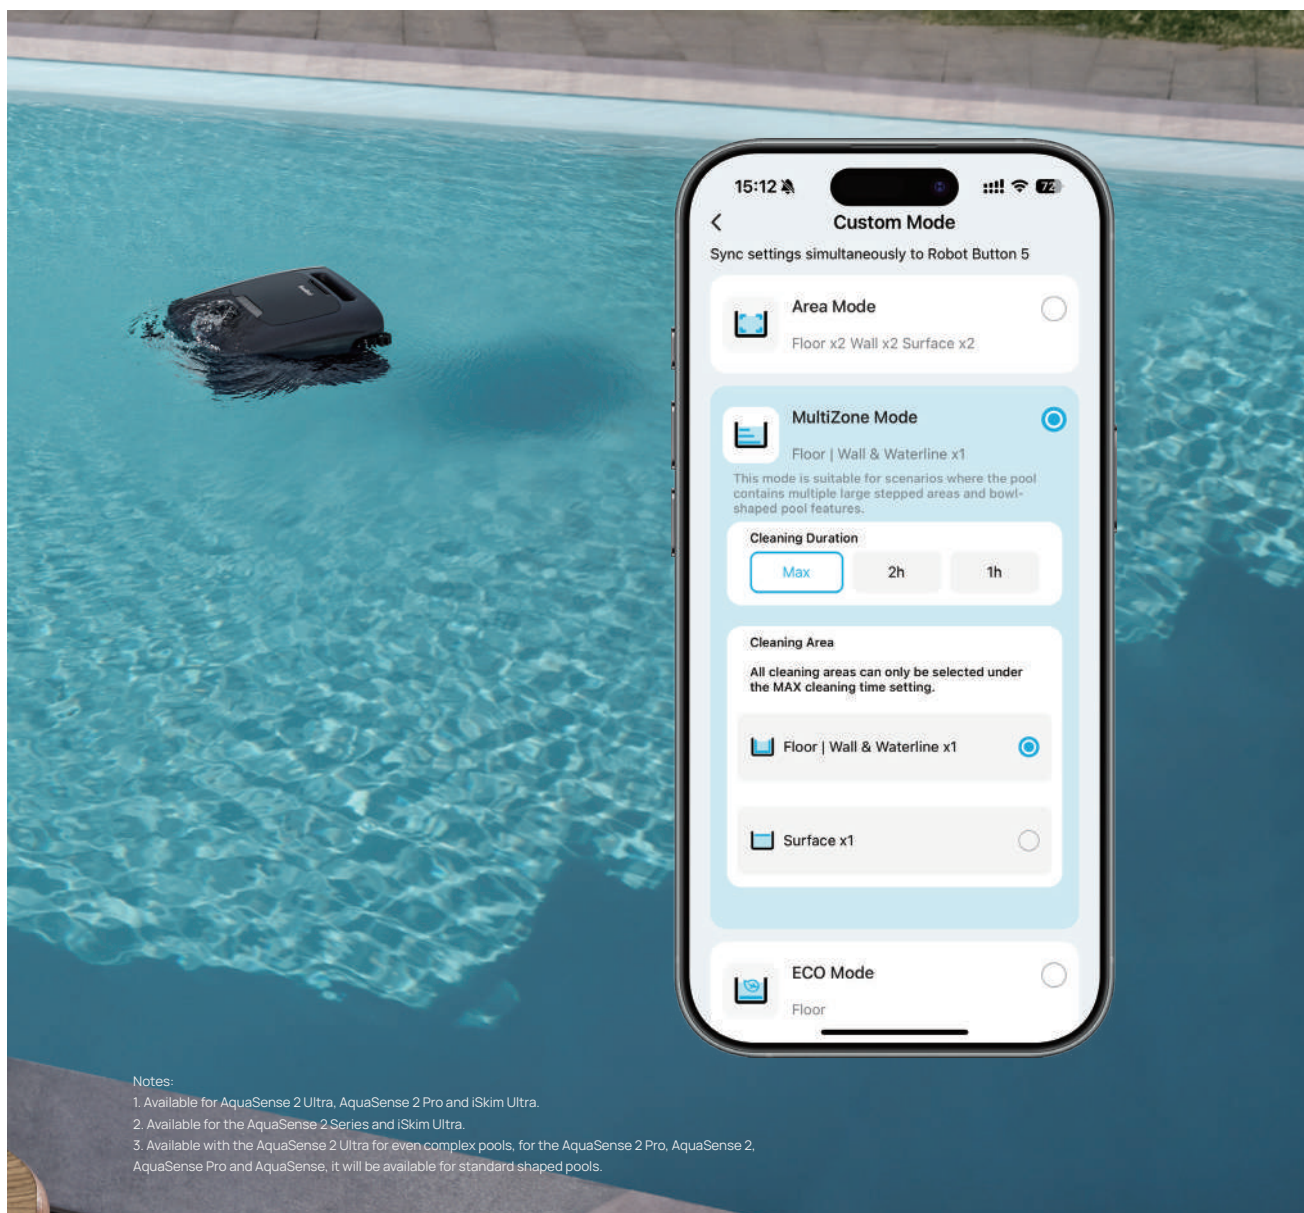 15:12
72
Custom Mode
Sync settings simultaneously to Robot Button 5
Area Mode
Floor x2 Wall x2 Surface x2
MultiZone Mode
Floor | Wall & Waterline x1
This mode is suitable for scenarios where the pool
contains multiple large stepped areas and bowl-
shaped pool features.
Cleaning Duration
Max 2h 1h
Cleaning Area
All cleaning areas can only be selected under
the MAX cleaning time setting.
Floor | Wall & Waterline x1
Surface x1
ECO Mode
Floor
Notes:
1. Available for AquaSense 2 Ultra, AquaSense 2 Pro and iSkim Ultra.
2. Available for the AquaSense 2 Series and iSkim Ultra.
3. Available with the AquaSense 2 Ultra for even complex pools, for the AquaSense 2 Pro, AquaSense 2,
AquaSense Pro and AquaSense, it will be available for standard shaped pools.